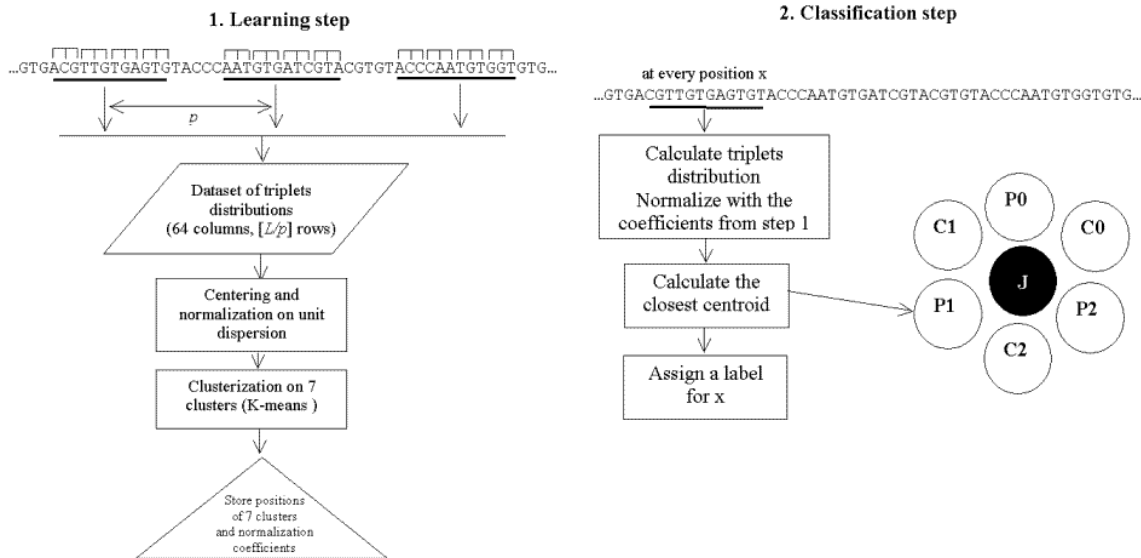 1. Learning step
...GTGACGTTGTGAGTGTACCCAATGTGATCGTACGTGTACCCAATGTGGTGTG...
p
Dataset of triplets
distributions
(64 columns, [L/p] rows)
Centering and
normalization on unit
dispersion
Clusterization on 7
clusters (K-means )
Store positions
of 7 clusters
and normalization
coefficients
2. Classification step
at every position x
...GTGACGTTGTGAGTGTACCCAATGTGATCGTACGTGTACCCAATGTGGTGTG...
Calculate triplets
distribution
Normalize with the
coefficients from step 1
Calculate the
closest centroid
Assign a label
for x
P0
C1
C0
J
P1
P2
C2